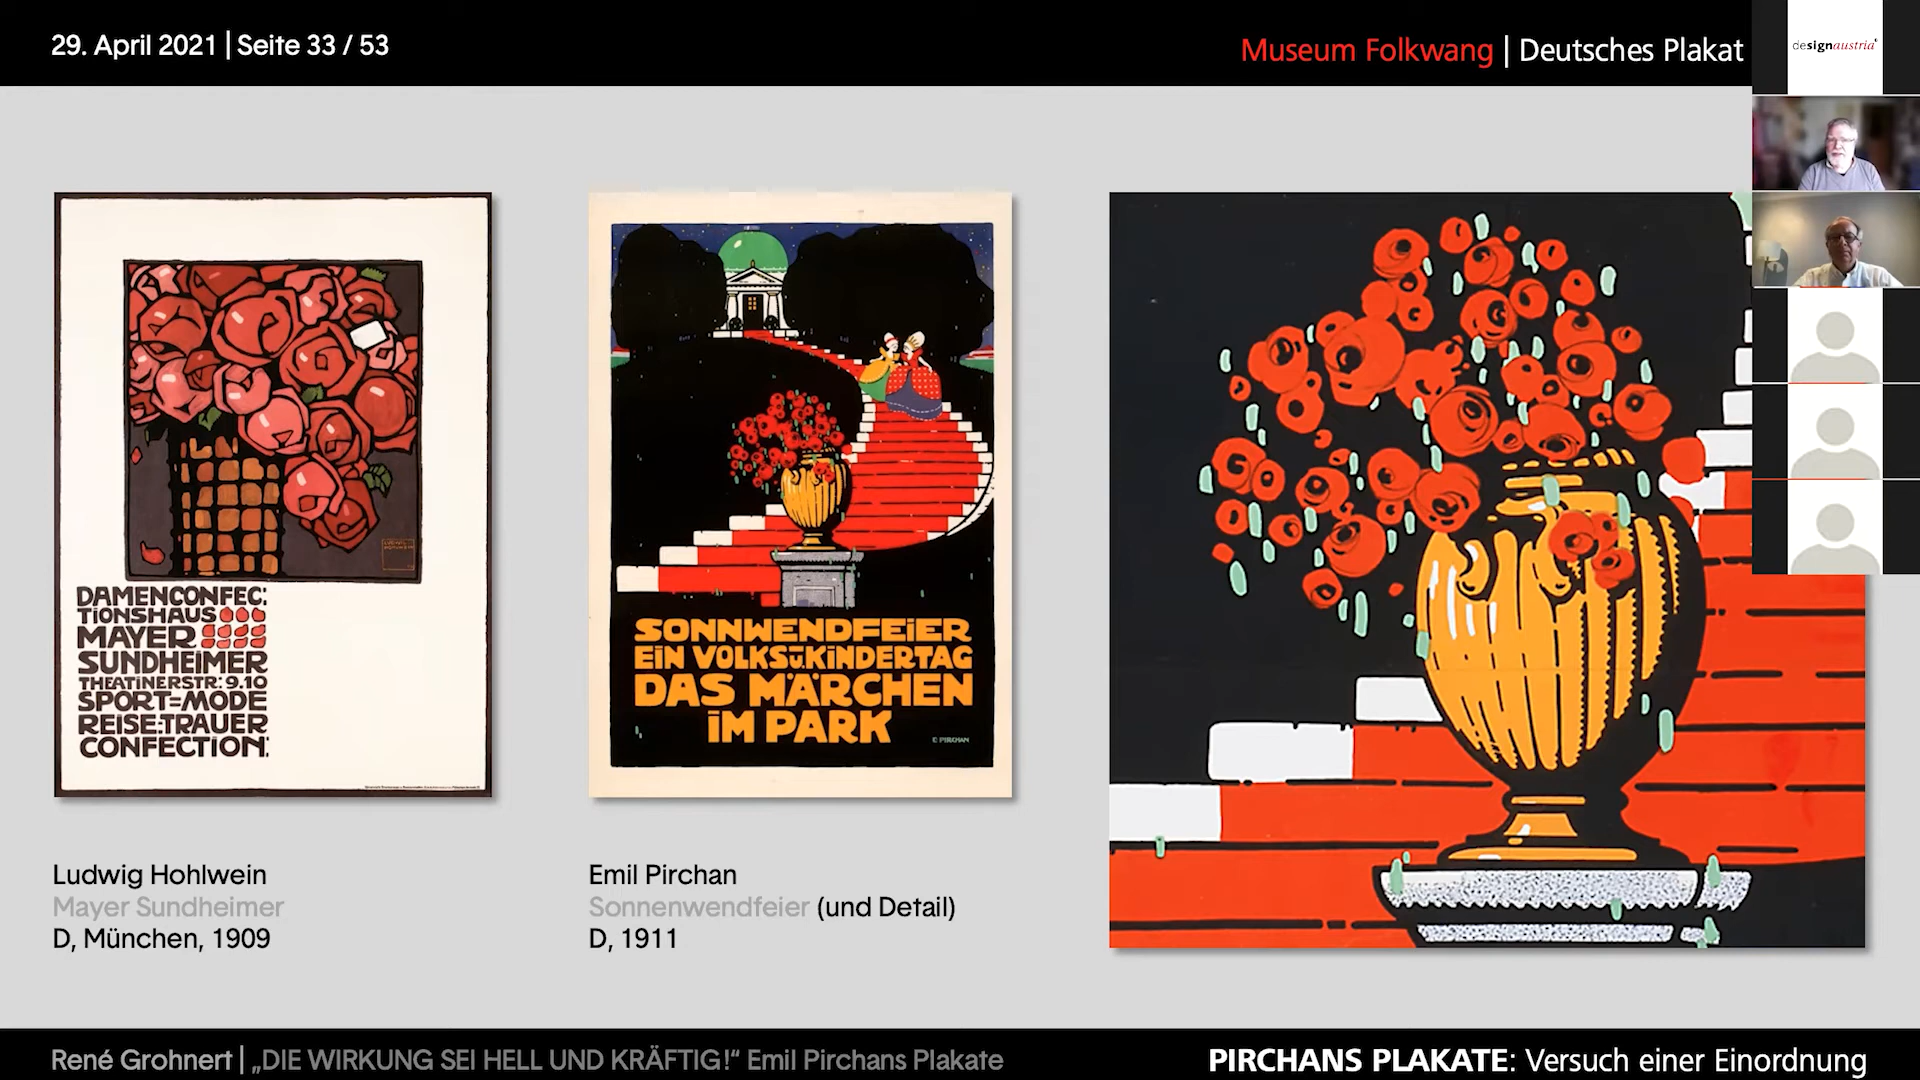 29. April 2021 | Seite 33 / 53
Museum Folkwang | Deutsches Plakat
designaustria
DAMENCONFEC:
TIONSHAUS
MAYER
SUNDHEIMER
THEATINERSTR: 9.10
SPORT=MODE
REISE:TRAUER
CONFECTION:
SONNWENDFEIER
EIN VOLKS u. KINDERTAG
DAS MÄRCHEN
IM PARK
E PIRCHAN
Ludwig Hohlwein
Mayer Sundheimer
D, München, 1909
Emil Pirchan
Sonnenwendfeier (und Detail)
D, 1911
René Grohnert | „DIE WIRKUNG SEI HELL UND KRÄFTIG!“ Emil Pirchans Plakate
PIRCHANS PLAKATE: Versuch einer Einordnung